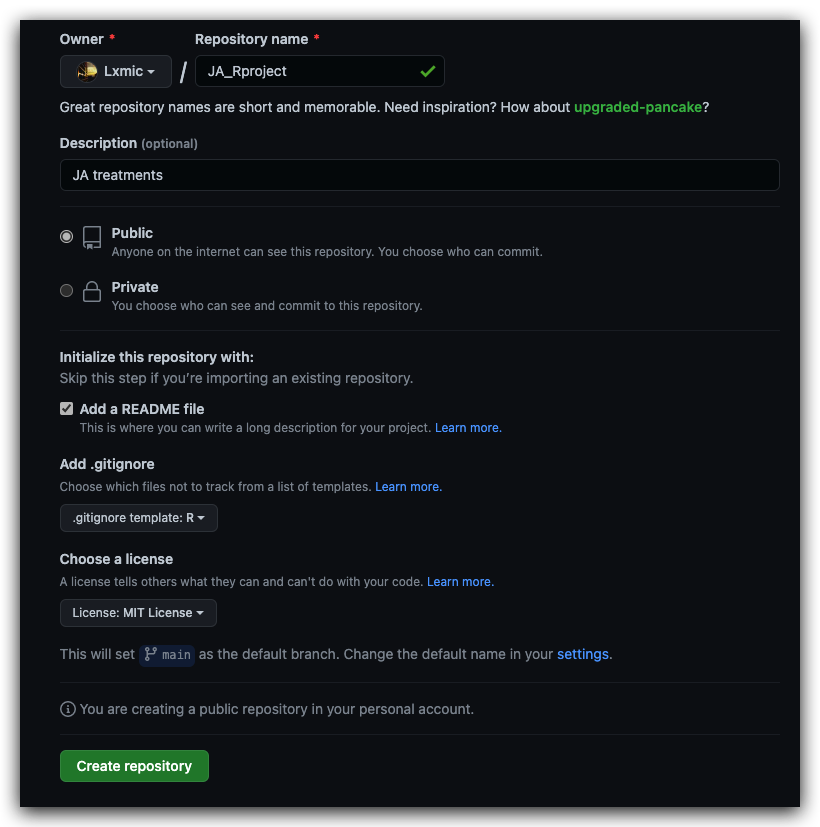 Owner * Repository name *
Lxmic / JA_Rproject
Great repository names are short and memorable. Need inspiration? How about upgraded-pancake?
Description (optional)
JA treatments
Public
Anyone on the internet can see this repository. You choose who can commit.
Private
You choose who can see and commit to this repository.
Initialize this repository with:
Skip this step if you’re importing an existing repository.
Add a README file
This is where you can write a long description for your project. Learn more.
Add .gitignore
Choose which files not to track from a list of templates. Learn more.
.gitignore template: R
Choose a license
A license tells others what they can and can't do with your code. Learn more.
License: MIT License
This will set main as the default branch. Change the default name in your settings.
You are creating a public repository in your personal account.
Create repository